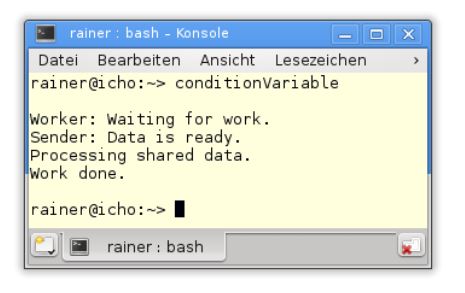 rainer : bash – Konsole
Datei Bearbeiten Ansicht Lesezeichen >
rainer@icho:~> conditionVariable
Worker: Waiting for work.
Sender: Data is ready.
Processing shared data.
Work done.
rainer@icho:~>
rainer : bash